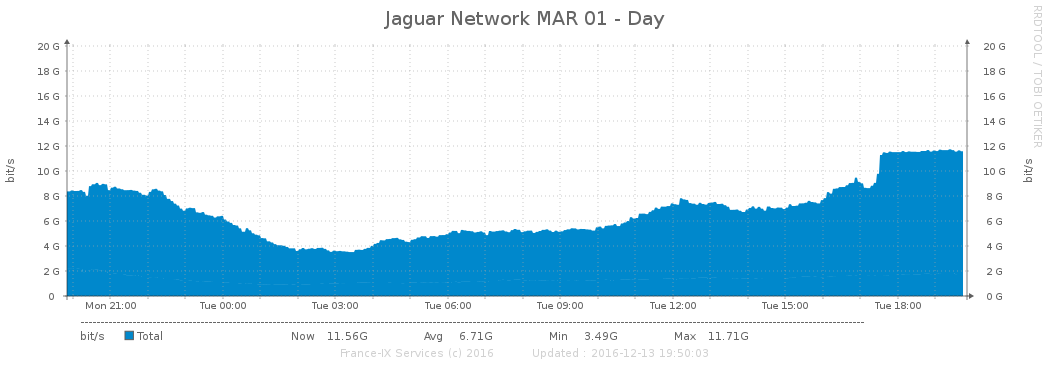 Jaguar Network MAR 01 - Day
RRDTOOL / TOBI OETIKER
bit/s
20 G 20 G
18 G 18 G
16 G 16 G
14 G 14 G
12 G 12 G
10 G 10 G
8 G 8 G
6 G 6 G
4 G 4 G
2 G 2 G
0 0 G
bit/s
Mon 21:00 Tue 00:00 Tue 03:00 Tue 06:00 Tue 09:00 Tue 12:00 Tue 15:00 Tue 18:00
bit/s Total Now 11.56G Avg 6.71G Min 3.49G Max 11.71G
France-IX Services (c) 2016 Updated : 2016-12-13 19:50:03